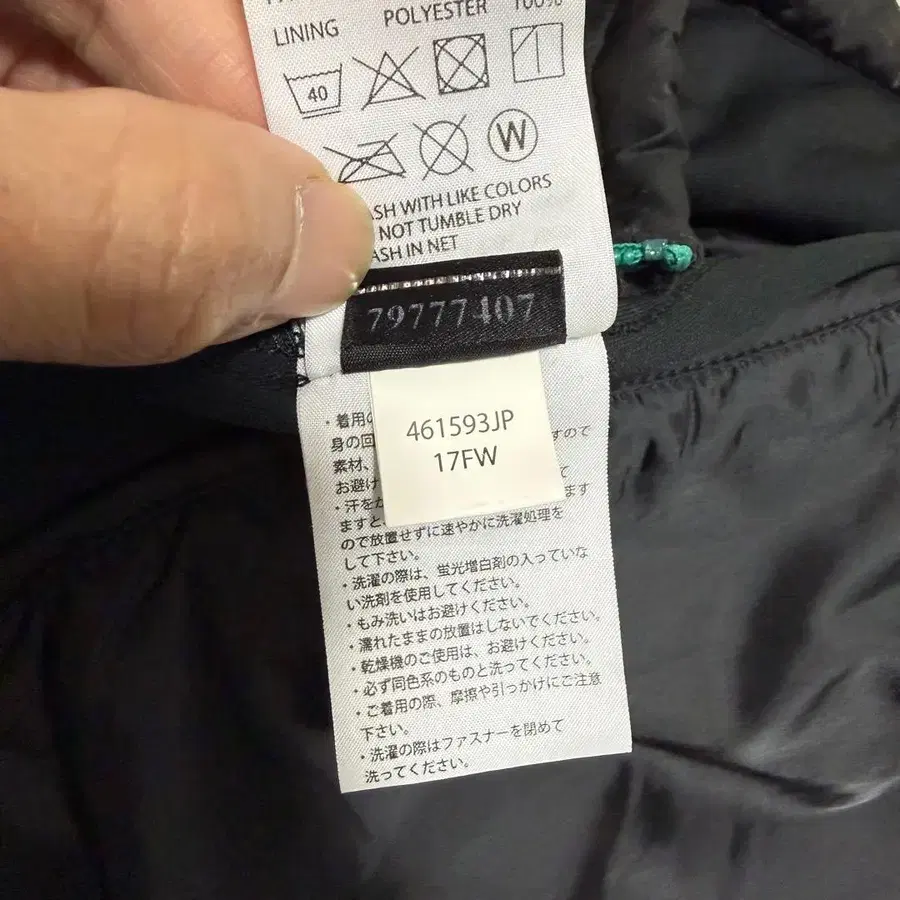 LINING POLYESTER 100%
40
W
WASH WITH LIKE COLORS
NOT TUMBLE DRY
WASH IN NET
79777407
461593JP
17FW
・着用の
身の回 すので
素材、
お避け て
・汗をか ます
ますと
ので放置せずに速やかに洗濯処理を
して下さい。
・洗濯の際は、蛍光増白剤の入っていな
い洗剤を使用してください。
・もみ洗いはお避けください。
・濡れたままの放置はしないでください。
・乾燥機のご使用は、お避けください。
・必ず同色系のものと洗ってください。
・ご着用の際、摩擦や引っかけにご注意
下さい。
・洗濯の際はファスナーを閉めて
洗ってください。